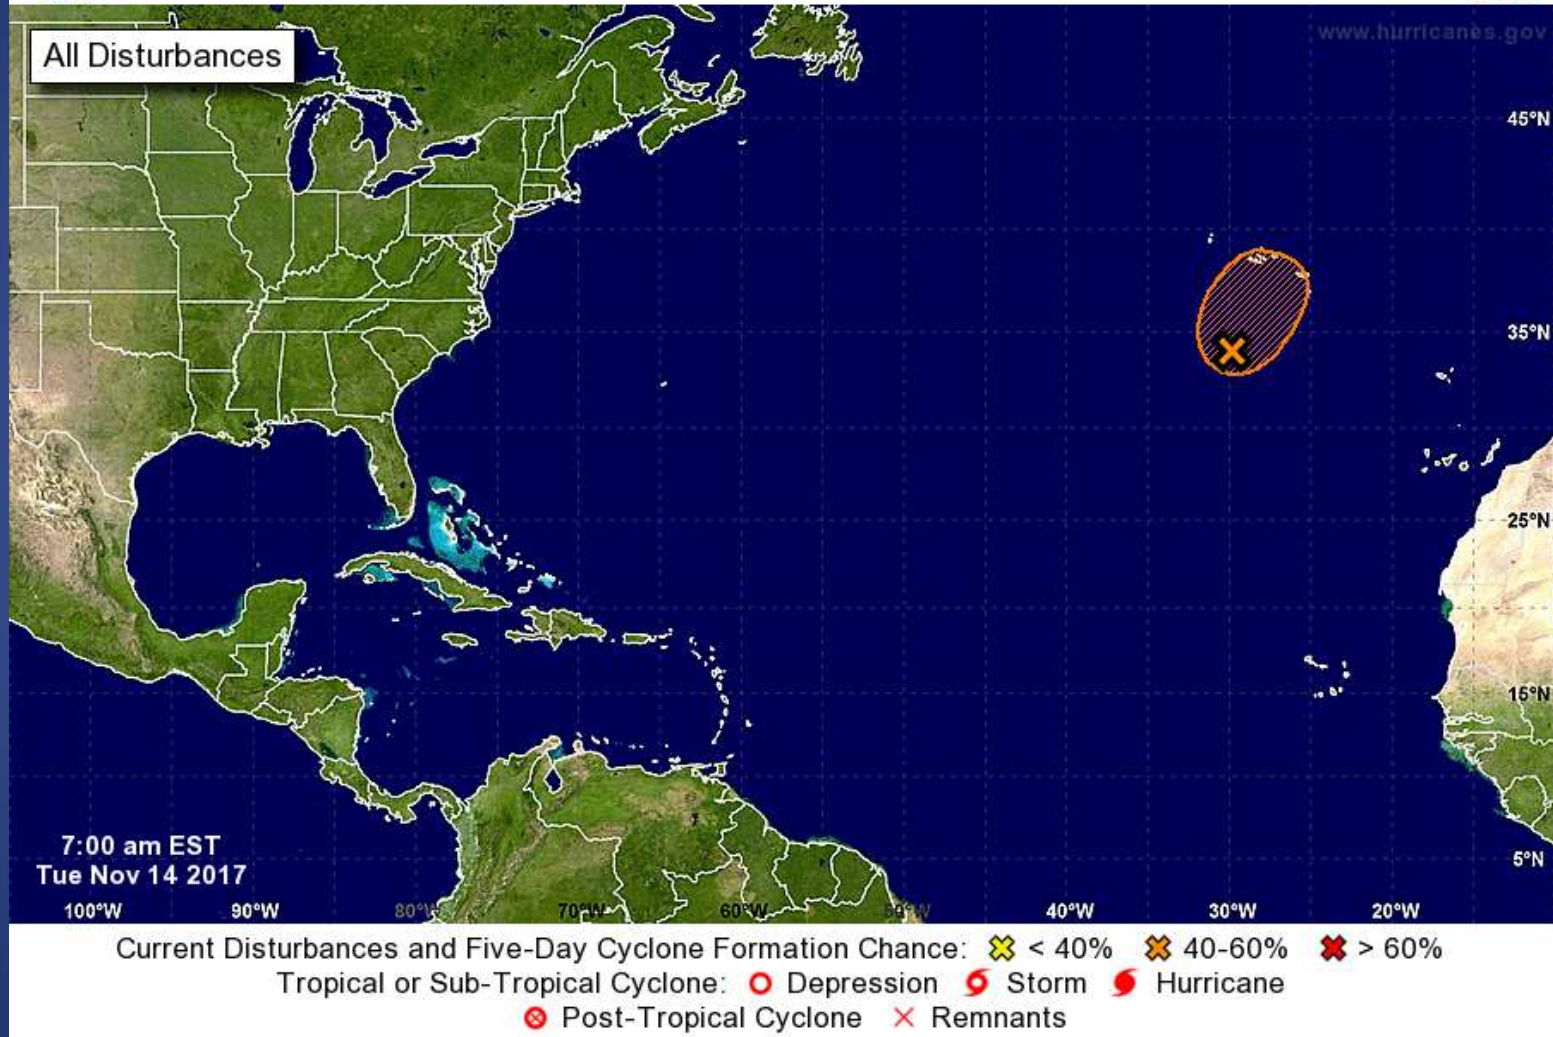 All Disturbances
www.hurricanes.gov
45°N
35°N
25°N
15°N
5°N
7:00 am EST
Tue Nov 14 2017
100°W 90°W 80°W 70°W 60°W 50°W 40°W 30°W 20°W
Current Disturbances and Five-Day Cyclone Formation Chance: < 40% 40-60% > 60%
Tropical or Sub-Tropical Cyclone: Depression Storm Hurricane
Post-Tropical Cyclone Remnants